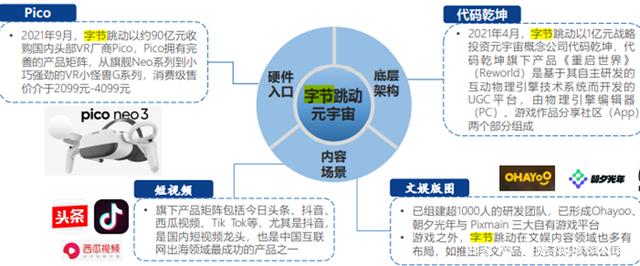 Pico
2021年9月，字节跳动以约90亿元收
购国内头部VR厂商Pico，Pico拥有
完善的产品矩阵，从旗舰Neo系列到小
巧强劲的VR小怪兽G系列，消费级售
价介于2099元-4099元
pico neo3
代码乾坤
2021年4月，字节跳动以1亿元战略
投资元宇宙概念公司代码乾坤，代
码乾坤旗下产品《重启世界》
（Reworld）是基于其自主研发的
互动物理引擎技术系统而开发的
UGC平台，由物理引擎编辑器
（PC）、游戏作品分享社区（App）
两个部分组成
硬件
入口
底层
架构
字节跳动
元宇宙
内容
场景
短视频
头条
西瓜视频
旗下产品矩阵包括今日头条、抖音、
西瓜视频、Tik Tok等，尤其是抖音，
是国内短视频龙头，也是中国互联
网出海领域最成功的产品之一
文娱版图
OHAYOO
朝夕光年
已组建超1000人的研发团队，已形成Ohayoo、
朝夕光年与 Pixmain 三大自有游戏平台
游戏之外，字节跳动在文娱内容领域也多有
布局，如推出